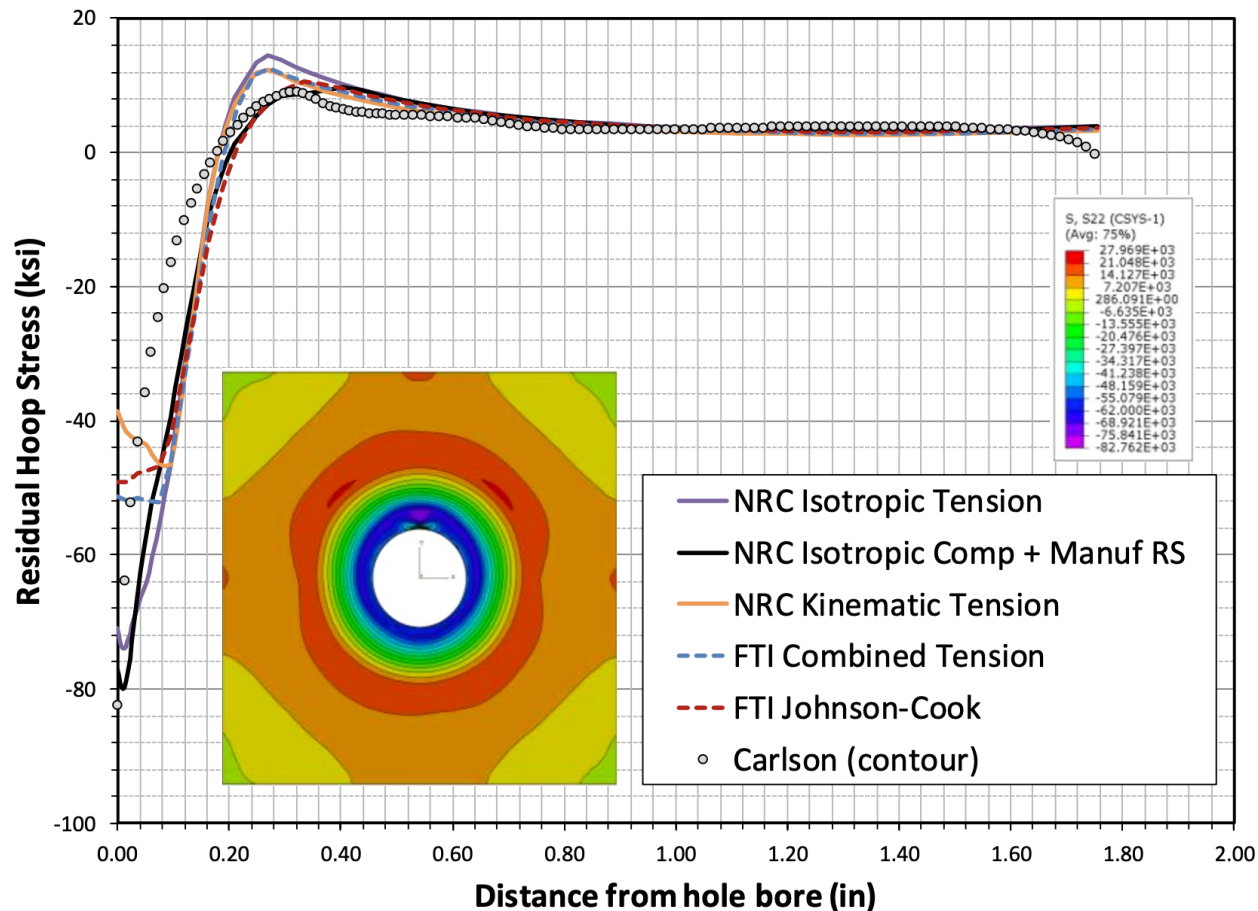 20
0
-20
-40
-60
-80
-100
Residual Hoop Stress (ksi)
S, S22 (CSYS-1)
(Avg: 75%)
27.969E+03
21.048E+03
14.127E+03
7.207E+03
286.091E+00
-6.635E+03
-13.555E+03
-20.476E+03
-27.397E+03
-34.317E+03
-41.238E+03
-48.159E+03
-55.079E+03
-62.000E+03
-68.921E+03
-75.841E+03
-82.762E+03
NRC Isotropic Tension
NRC Isotropic Comp + Manuf RS
NRC Kinematic Tension
FTI Combined Tension
FTI Johnson-Cook
Carlson (contour)
0.00 0.20 0.40 0.60 0.80 1.00 1.20 1.40 1.60 1.80 2.00
Distance from hole bore (in)